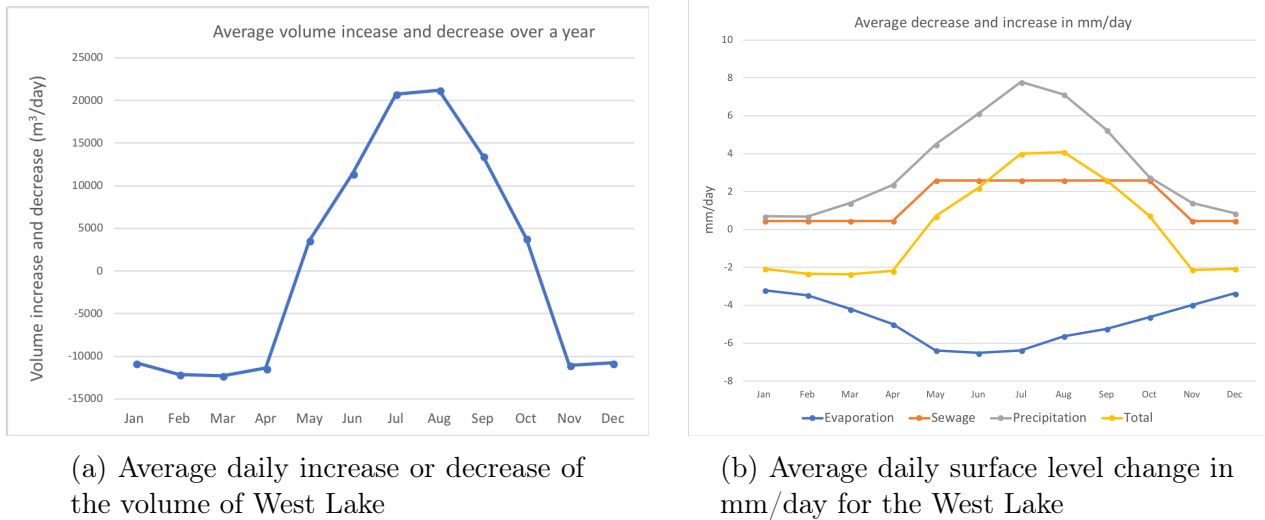 Average volume incease and decrease over a year
Volume increase and decrease (m³/day)
25000
20000
15000
10000
5000
0
-5000
-10000
-15000
Jan Feb Mar Apr May Jun Jul Aug Sep Oct Nov Dec
(a) Average daily increase or decrease of
the volume of West Lake
Average decrease and increase in mm/day
mm/day
10
8
6
4
2
0
-2
-4
-6
-8
Jan Feb Mar Apr May Jun Jul Aug Sep Oct Nov Dec
Evaporation Sewage Precipitation Total
(b) Average daily surface level change in
mm/day for the West Lake